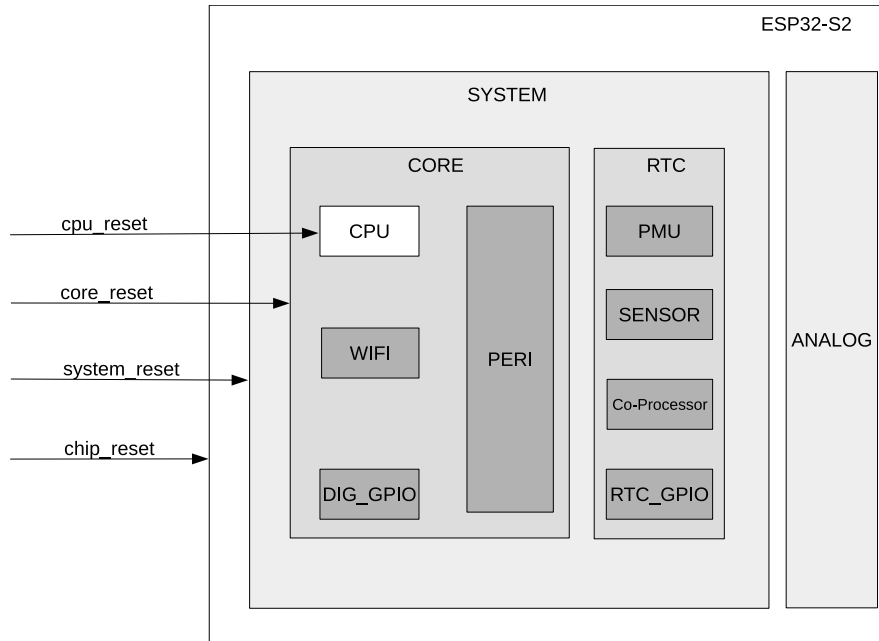 ESP32-S2
SYSTEM
CORE
RTC
cpu_reset
CPU
PMU
core_reset
SENSOR
WIFI
PERI
ANALOG
system_reset
Co-Processor
chip_reset
DIG_GPIO
RTC_GPIO